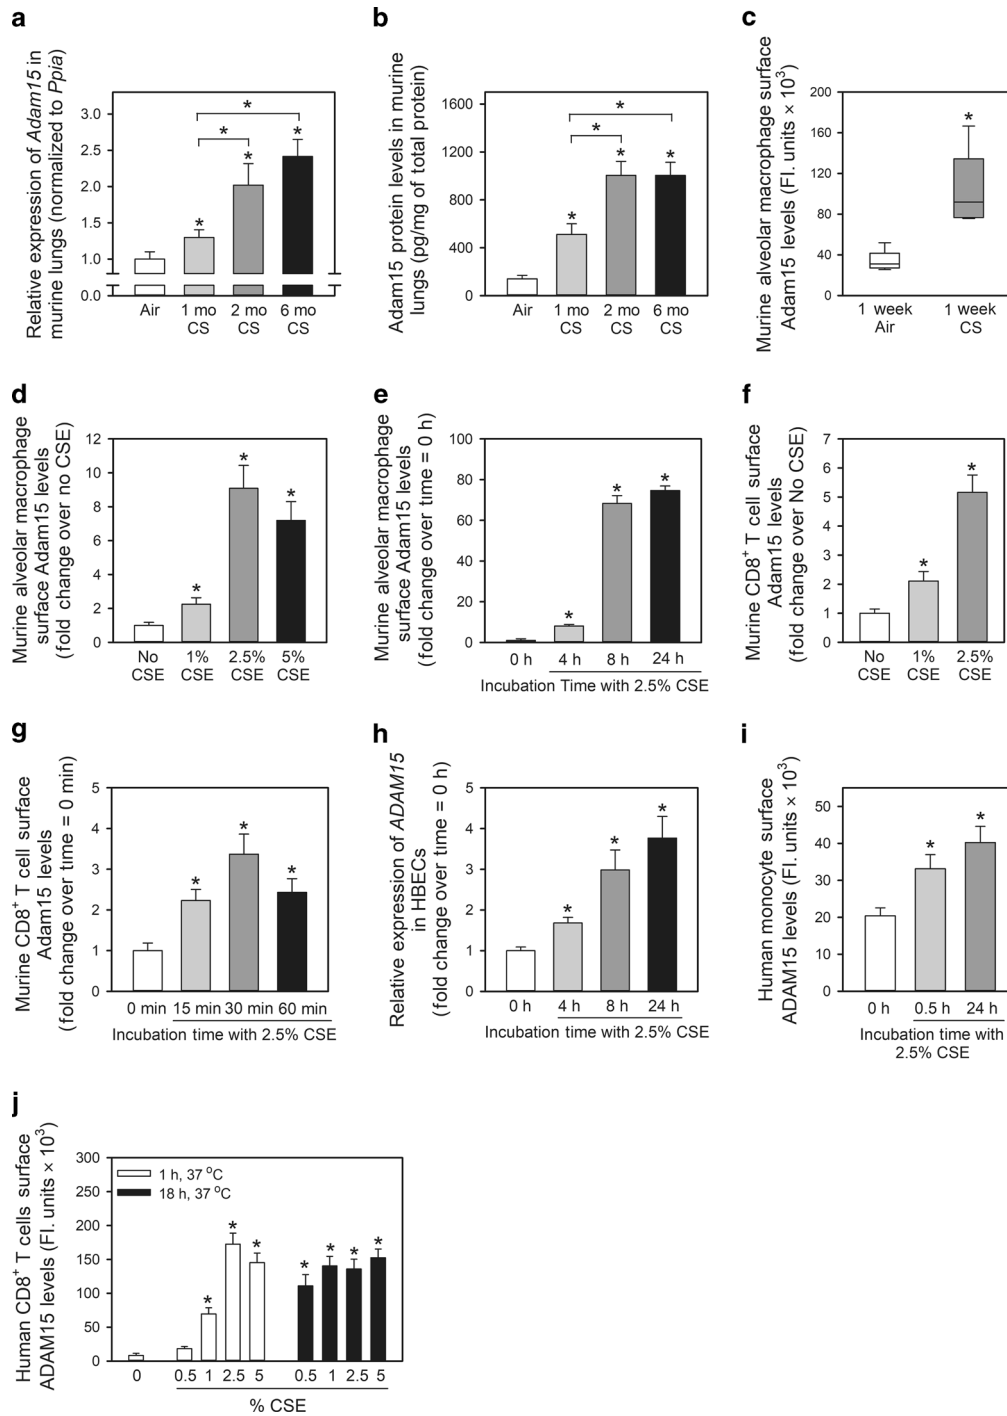 a
Relative expression of Adam15 in
murine lungs (normalized to Ppia)
3.0
2.5
2.0
1.5
1.0
0.0
* * * * *
Air 1 mo 2 mo 6 mo
CS CS CS
b
Adam15 protein levels in murine
lungs (pg/mg of total protein)
1600
1200
800
400
0
* * * * *
Air 1 mo 2 mo 6 mo
CS CS CS
c
Murine alveolar macrophage surface
Adam15 levels (Fl. units × 10³)
200
160
120
80
40
0
*
1 week 1 week
Air CS
d
Murine alveolar macrophage
surface Adam15 levels
(fold change over no CSE)
12
10
8
6
4
2
0
* * *
No 1% 2.5% 5%
CSE CSE CSE CSE
e
Murine alveolar macrophage
surface Adam15 levels
(fold change over time = 0 h)
100
80
60
40
20
0
* * *
0 h 4 h 8 h 24 h
Incubation Time with 2.5% CSE
f
Murine CD8⁺ T cell surface
Adam15 levels
(fold change over No CSE)
7
6
5
4
3
2
1
0
* *
No 1% 2.5%
CSE CSE CSE
g
Murine CD8⁺ T cell surface
Adam15 levels
(fold change over time = 0 min)
5
4
3
2
1
0
* * *
0 min 15 min 30 min 60 min
Incubation time with 2.5% CSE
h
Relative expression of ADAM15
in HBECs
(fold change over time = 0 h)
5
4
3
2
1
0
* * *
0 h 4 h 8 h 24 h
Incubation time with 2.5% CSE
i
Human monocyte surface
ADAM15 levels (Fl. units × 10³)
50
40
30
20
10
0
* *
0 h 0.5 h 24 h
Incubation time with
2.5% CSE
j
Human CD8⁺ T cells surface
ADAM15 levels (Fl. units × 10³)
300
250
200
150
100
50
0
1 h, 37 °C
18 h, 37 °C
* * * * * * *
0 0.5 1 2.5 5 0.5 1 2.5 5
% CSE